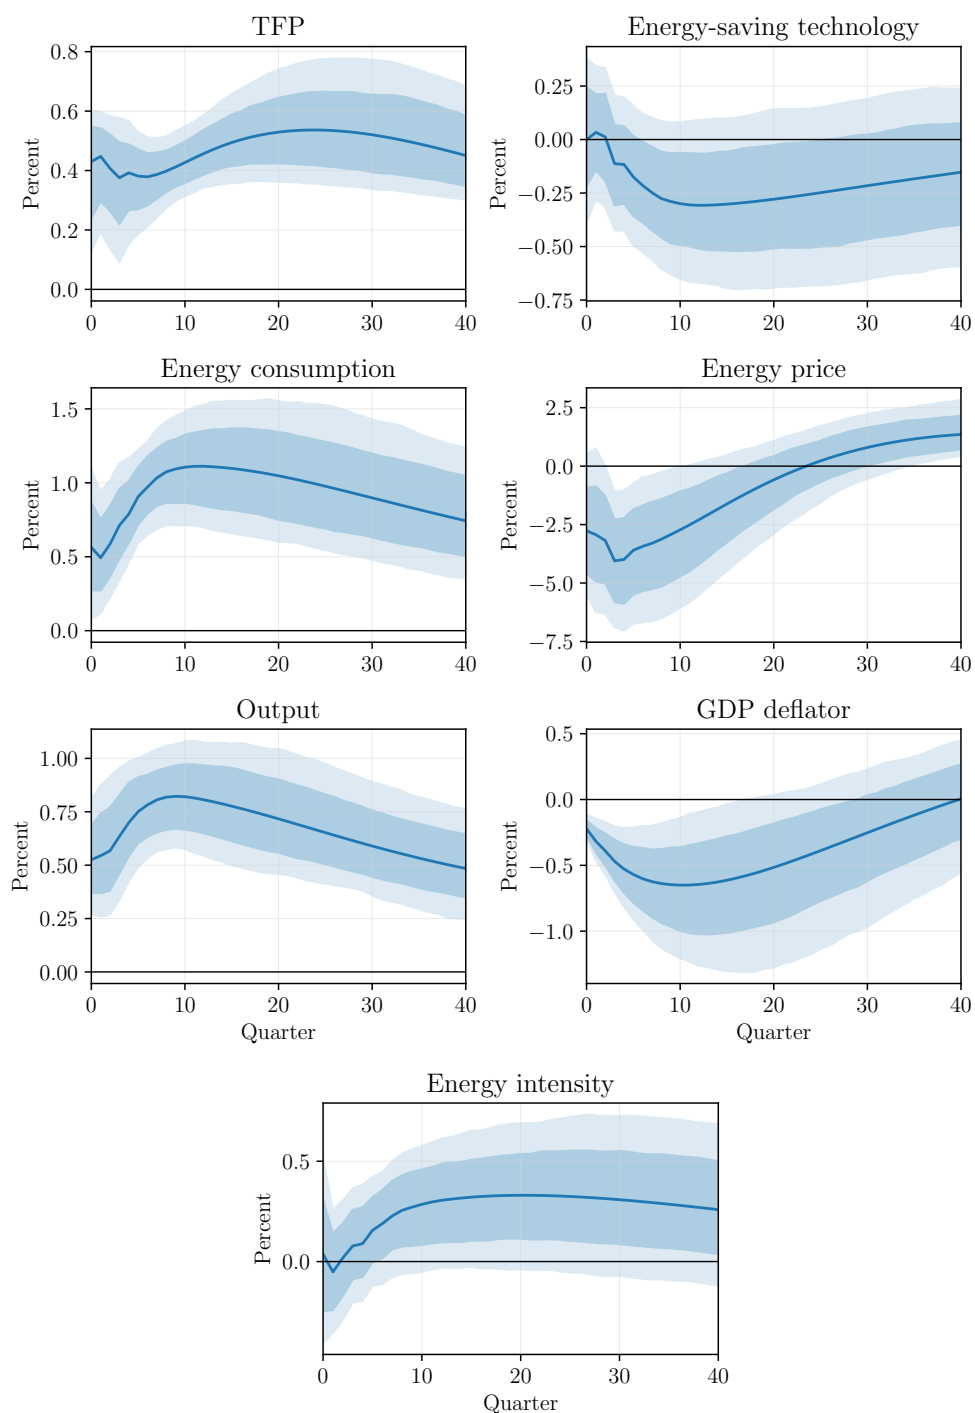 TFP
Energy-saving technology
Percent
0.8
0.6
0.4
0.2
0.0
0 10 20 30 40
Percent
0.25
0.00
−0.25
−0.50
−0.75
0 10 20 30 40
Energy consumption
Energy price
Percent
1.5
1.0
0.5
0.0
0 10 20 30 40
Percent
2.5
0.0
−2.5
−5.0
−7.5
0 10 20 30 40
Output
GDP deflator
Percent
1.00
0.75
0.50
0.25
0.00
0 10 20 30 40
Quarter
Percent
0.5
0.0
−0.5
−1.0
0 10 20 30 40
Quarter
Energy intensity
Percent
0.5
0.0
0 10 20 30 40
Quarter